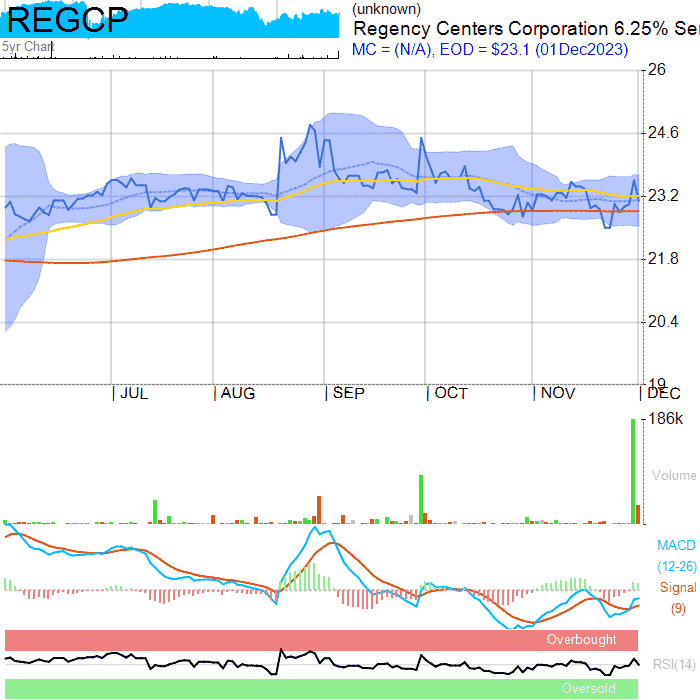 REGCP
5yr Chart
(unknown)
Regency Centers Corporation 6.25% Ser
MC = (N/A), EOD = $23.1 (01Dec2023)
26
24.6
23.2
21.8
20.4
19
JUL AUG SEP OCT NOV DEC
186k
Volume
MACD
(12-26)
Signal
(9)
Overbought
RSI(14)
Oversold